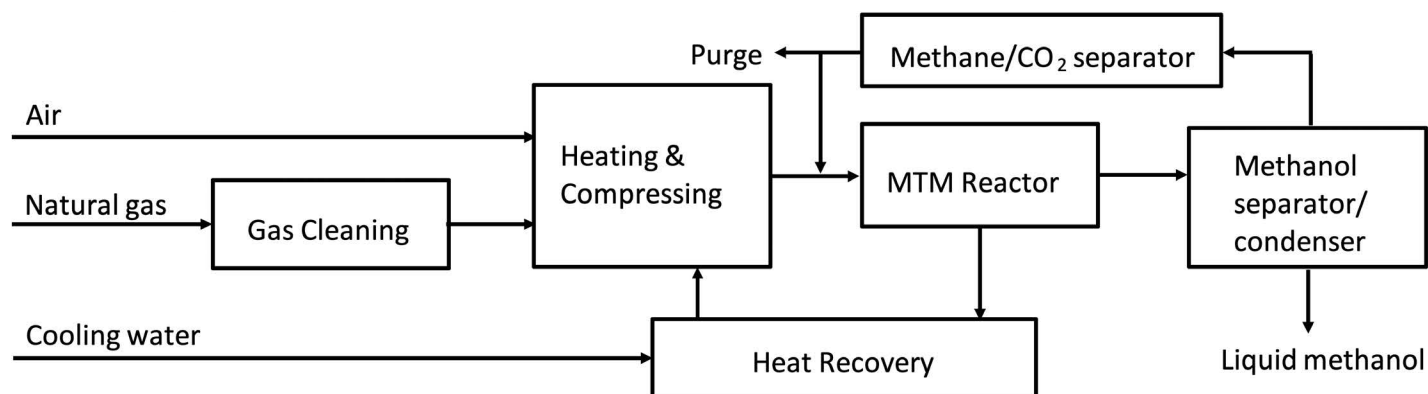 Purge
Methane/CO₂ separator
Air
Heating &
Compressing
MTM Reactor
Methanol
separator/
condenser
Natural gas
Gas Cleaning
Cooling water
Heat Recovery
Liquid methanol